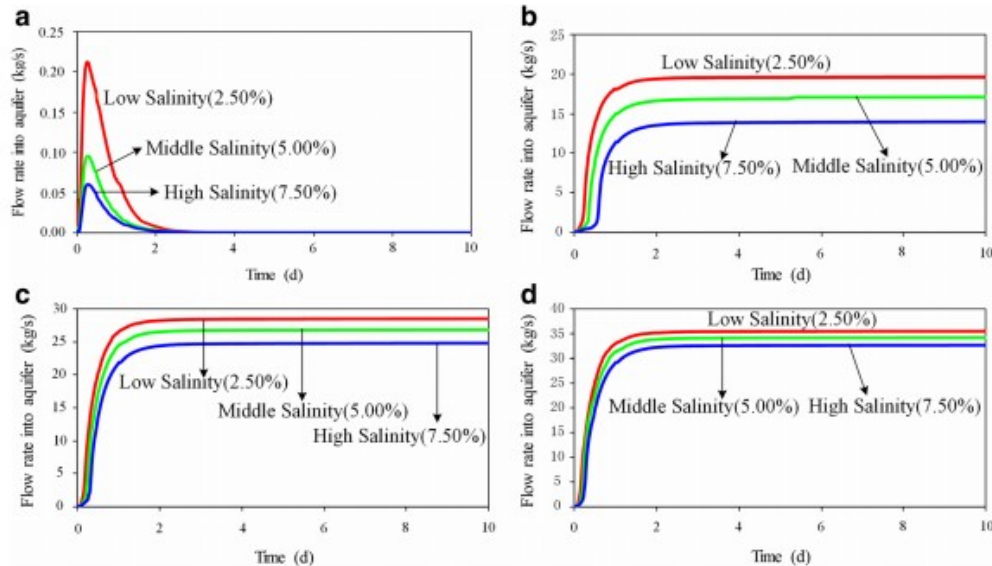 a
Flow rate into aquifer (kg/s)
0.25
0.20
0.15
0.10
0.05
0.00
Low Salinity(2.50%)
Middle Salinity(5.00%)
High Salinity(7.50%)
0 2 4 6 8 10
Time (d)
b
Flow rate into aquifer (kg/s)
25
20
15
10
5
0
Low Salinity(2.50%)
High Salinity(7.50%) Middle Salinity(5.00%)
0 2 4 6 8 10
Time (d)
c
Flow rate into aquifer (kg/s)
30
25
20
15
10
5
0
Low Salinity(2.50%)
Middle Salinity(5.00%)
High Salinity(7.50%)
0 2 4 6 8 10
Time (d)
d
Flow rate into aquifer (kg/s)
40
35
30
25
20
15
10
5
0
Low Salinity(2.50%)
Middle Salinity(5.00%) High Salinity(7.50%)
0 2 4 6 8 10
Time (d)